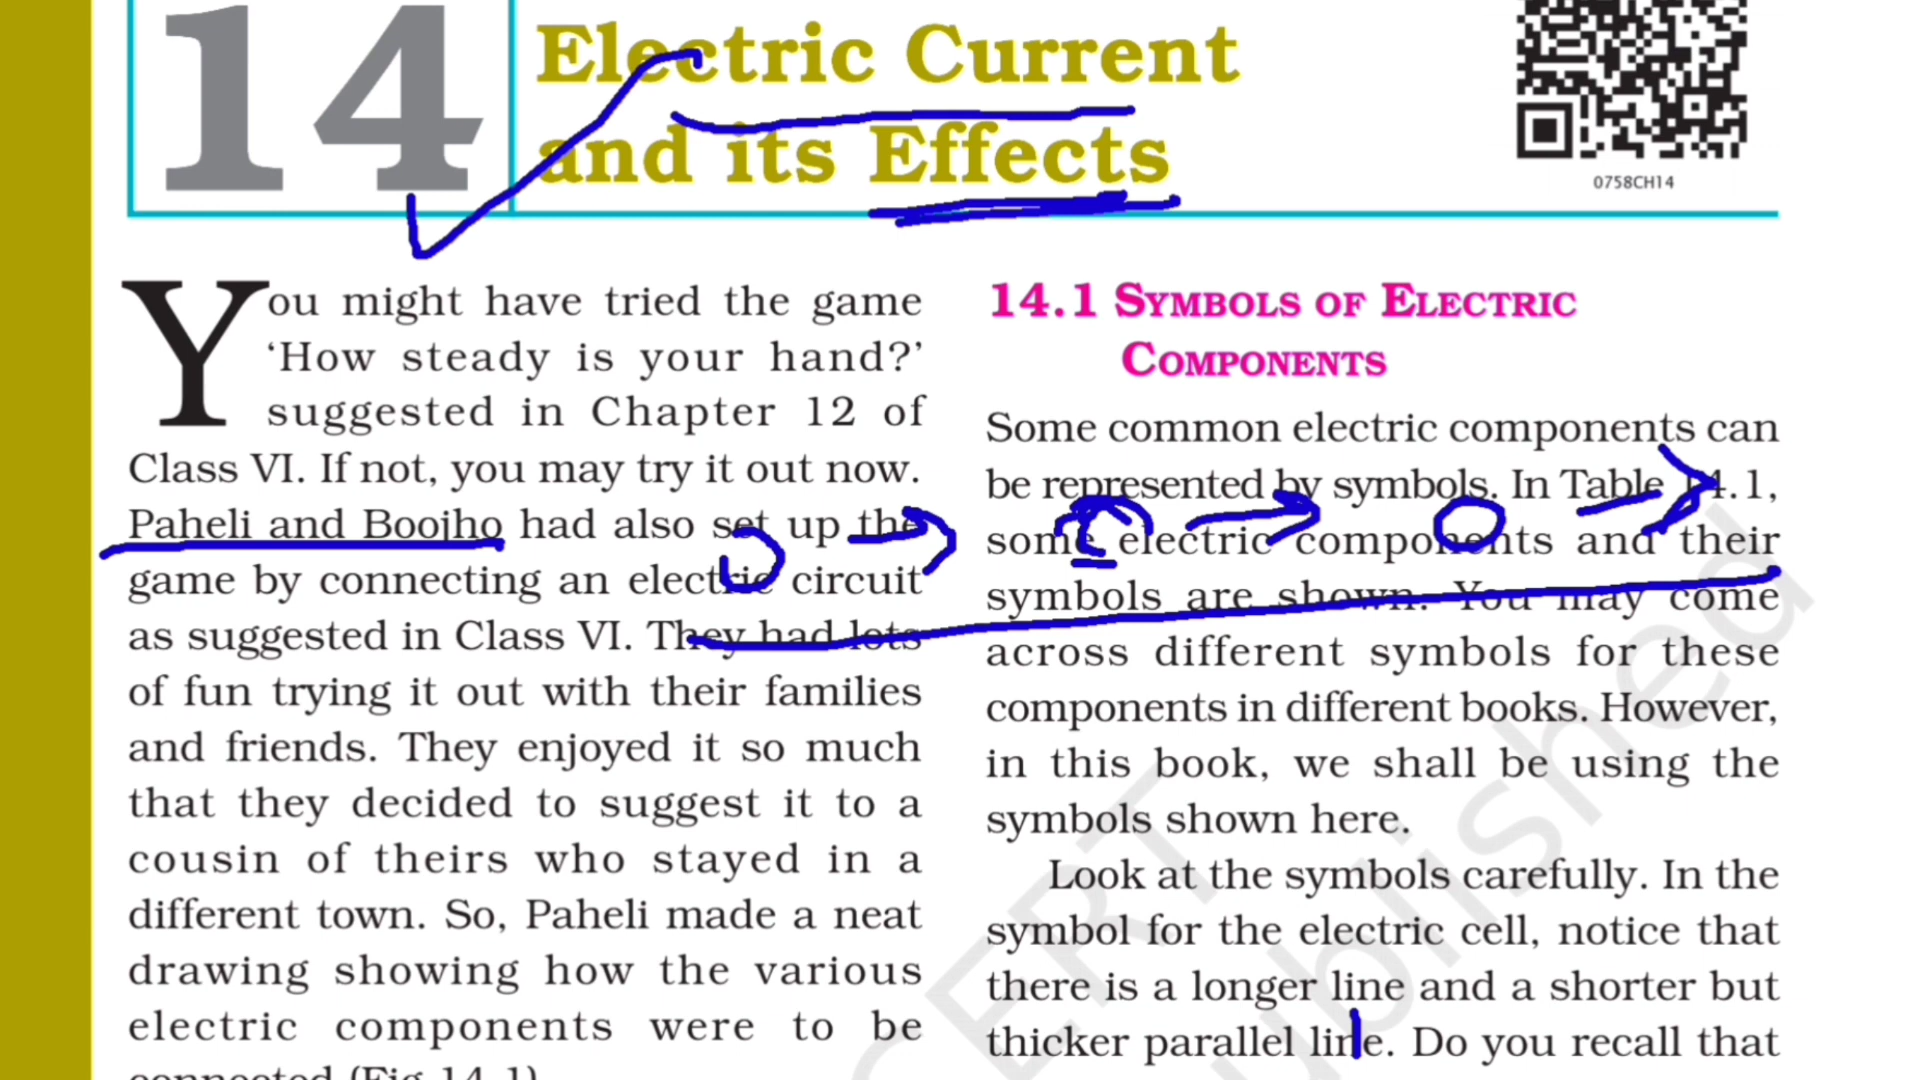 14
Electric Current
and its Effects
0758CH14
You might have tried the game
‘How steady is your hand?’
suggested in Chapter 12 of
Class VI. If not, you may try it out now.
Paheli and Boojho had also set up the
game by connecting an electric circuit
as suggested in Class VI. They had lots
of fun trying it out with their families
and friends. They enjoyed it so much
that they decided to suggest it to a
cousin of theirs who stayed in a
different town. So, Paheli made a neat
drawing showing how the various
electric components were to be
connected (Fig 14.1)
14.1 SYMBOLS OF ELECTRIC
COMPONENTS
Some common electric components can
be represented by symbols. In Table 14.1,
some electric components and their
symbols are shown. You may come
across different symbols for these
components in different books. However,
in this book, we shall be using the
symbols shown here.
Look at the symbols carefully. In the
symbol for the electric cell, notice that
there is a longer line and a shorter but
thicker parallel line. Do you recall that